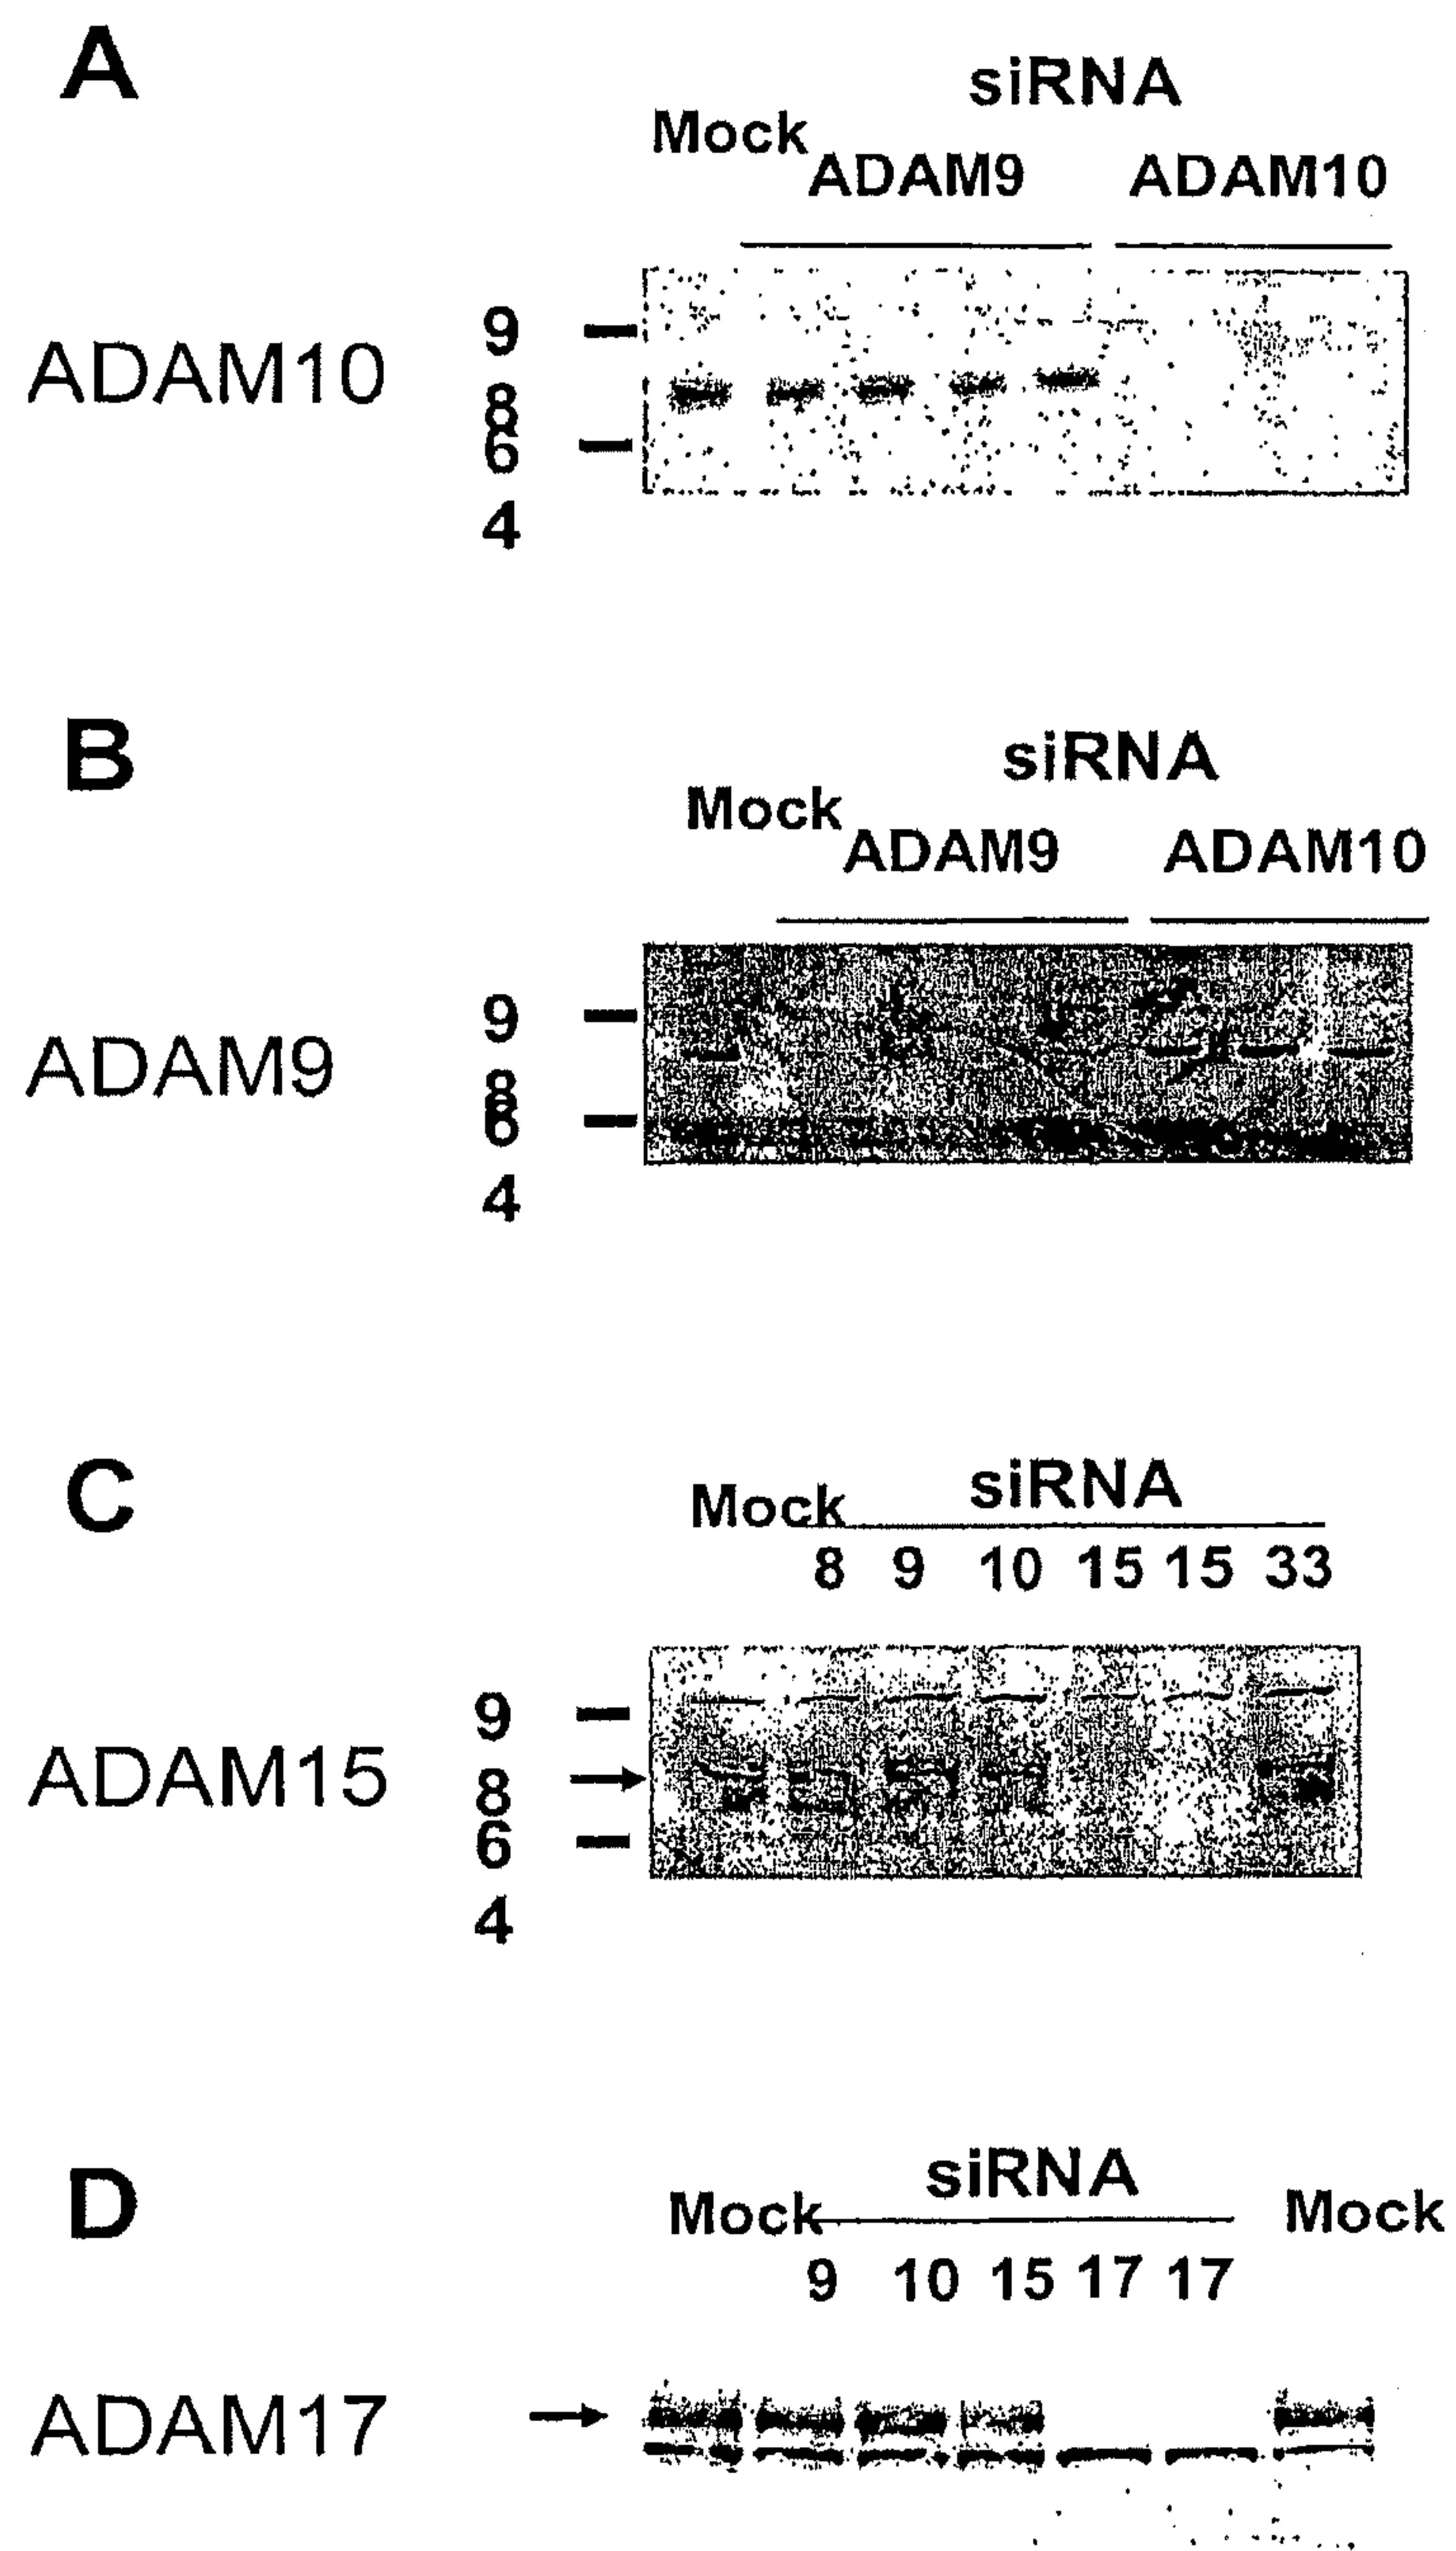 A
siRNA
Mock
ADAM9 ADAM10
ADAM10
9
8
6
4
B
siRNA
Mock
ADAM9 ADAM10
ADAM9
9
8
6
4
C
Mock siRNA
8 9 10 15 15 33
ADAM15
9
8
6
4
D
siRNA
Mock Mock
9 10 15 17 17
ADAM17